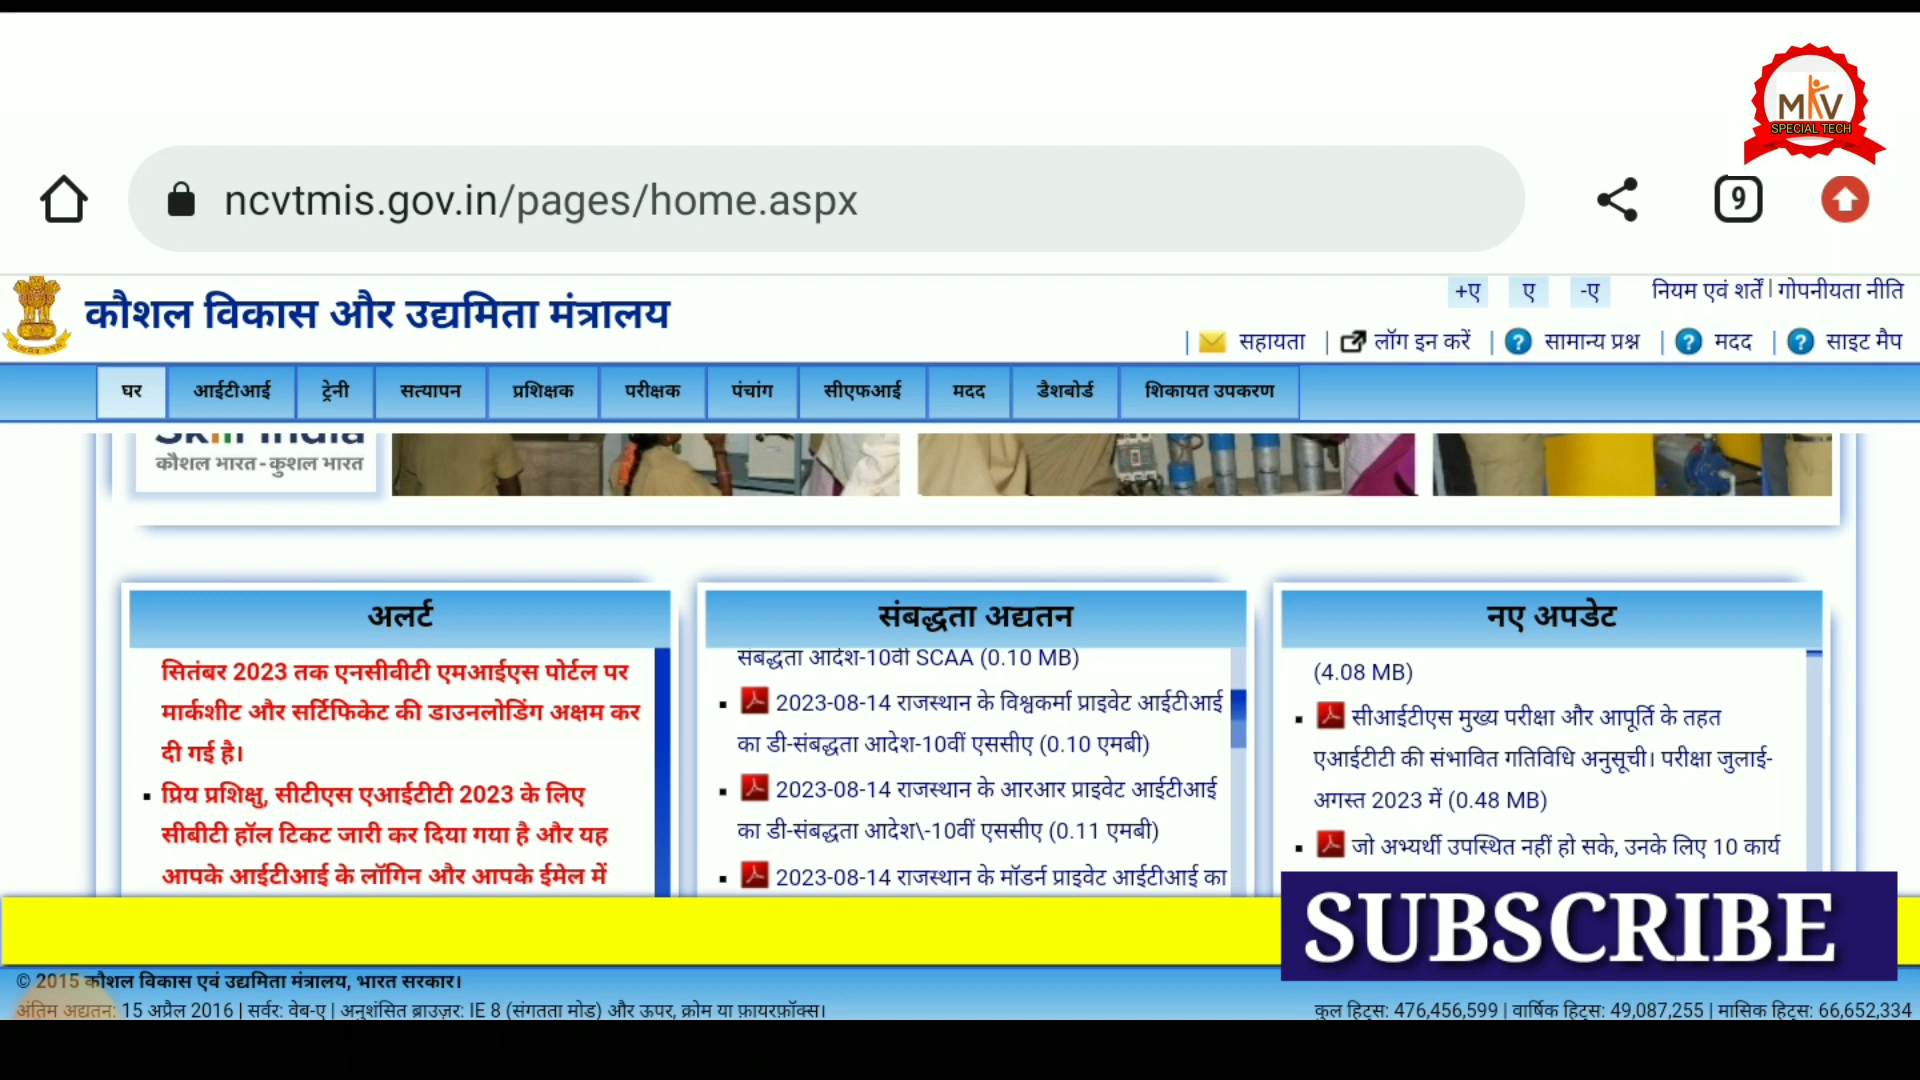 MKV
SPECIAL TECH
ncvtmis.gov.in/pages/home.aspx
9
+ए ए -ए नियम एवं शर्तें | गोपनीयता नीति
कौशल विकास और उद्यमिता मंत्रालय
| सहायता | लॉग इन करें | ? सामान्य प्रश्न | ? मदद | ? साइट मैप
घर आईटीआई ट्रेनी सत्यापन प्रशिक्षक परीक्षक पंचांग सीएफआई मदद डैशबोर्ड शिकायत उपकरण
Skill India
कौशल भारत-कुशल भारत
अलर्ट
सितंबर 2023 तक एनसीवीटी एमआईएस पोर्टल पर
मार्कशीट और सर्टिफिकेट की डाउनलोडिंग अक्षम कर
दी गई है।
प्रिय प्रशिक्षु, सीटीएस एआईटीटी 2023 के लिए
सीबीटी हॉल टिकट जारी कर दिया गया है और यह
आपके आईटीआई के लॉगिन और आपके ईमेल में
संबद्धता अद्यतन
संबद्धता आदेश-10वीं SCAA (0.10 MB)
2023-08-14 राजस्थान के विश्वकर्मा प्राइवेट आईटीआई
का डी-संबद्धता आदेश-10वीं एससीए (0.10 एमबी)
2023-08-14 राजस्थान के आरआर प्राइवेट आईटीआई
का डी-संबद्धता आदेश\-10वीं एससीए (0.11 एमबी)
2023-08-14 राजस्थान के मॉडर्न प्राइवेट आईटीआई का
नए अपडेट
(4.08 MB)
सीआईटीएस मुख्य परीक्षा और आपूर्ति के तहत
एआईटीटी की संभावित गतिविधि अनुसूची। परीक्षा जुलाई-
अगस्त 2023 में (0.48 MB)
जो अभ्यर्थी उपस्थित नहीं हो सके, उनके लिए 10 कार्य
SUBSCRIBE
© 2015 कौशल विकास एवं उद्यमिता मंत्रालय, भारत सरकार।
अंतिम अद्यतन: 15 अप्रैल 2016 | सर्वर: वेब-ए | अनुशंसित ब्राउज़र: IE 8 (संगतता मोड) और ऊपर, क्रोम या फ़ायरफ़ॉक्स।
कुल हिट्स: 476,456,599 | वार्षिक हिट्स: 49,087,255 | मासिक हिट्स: 66,652,334